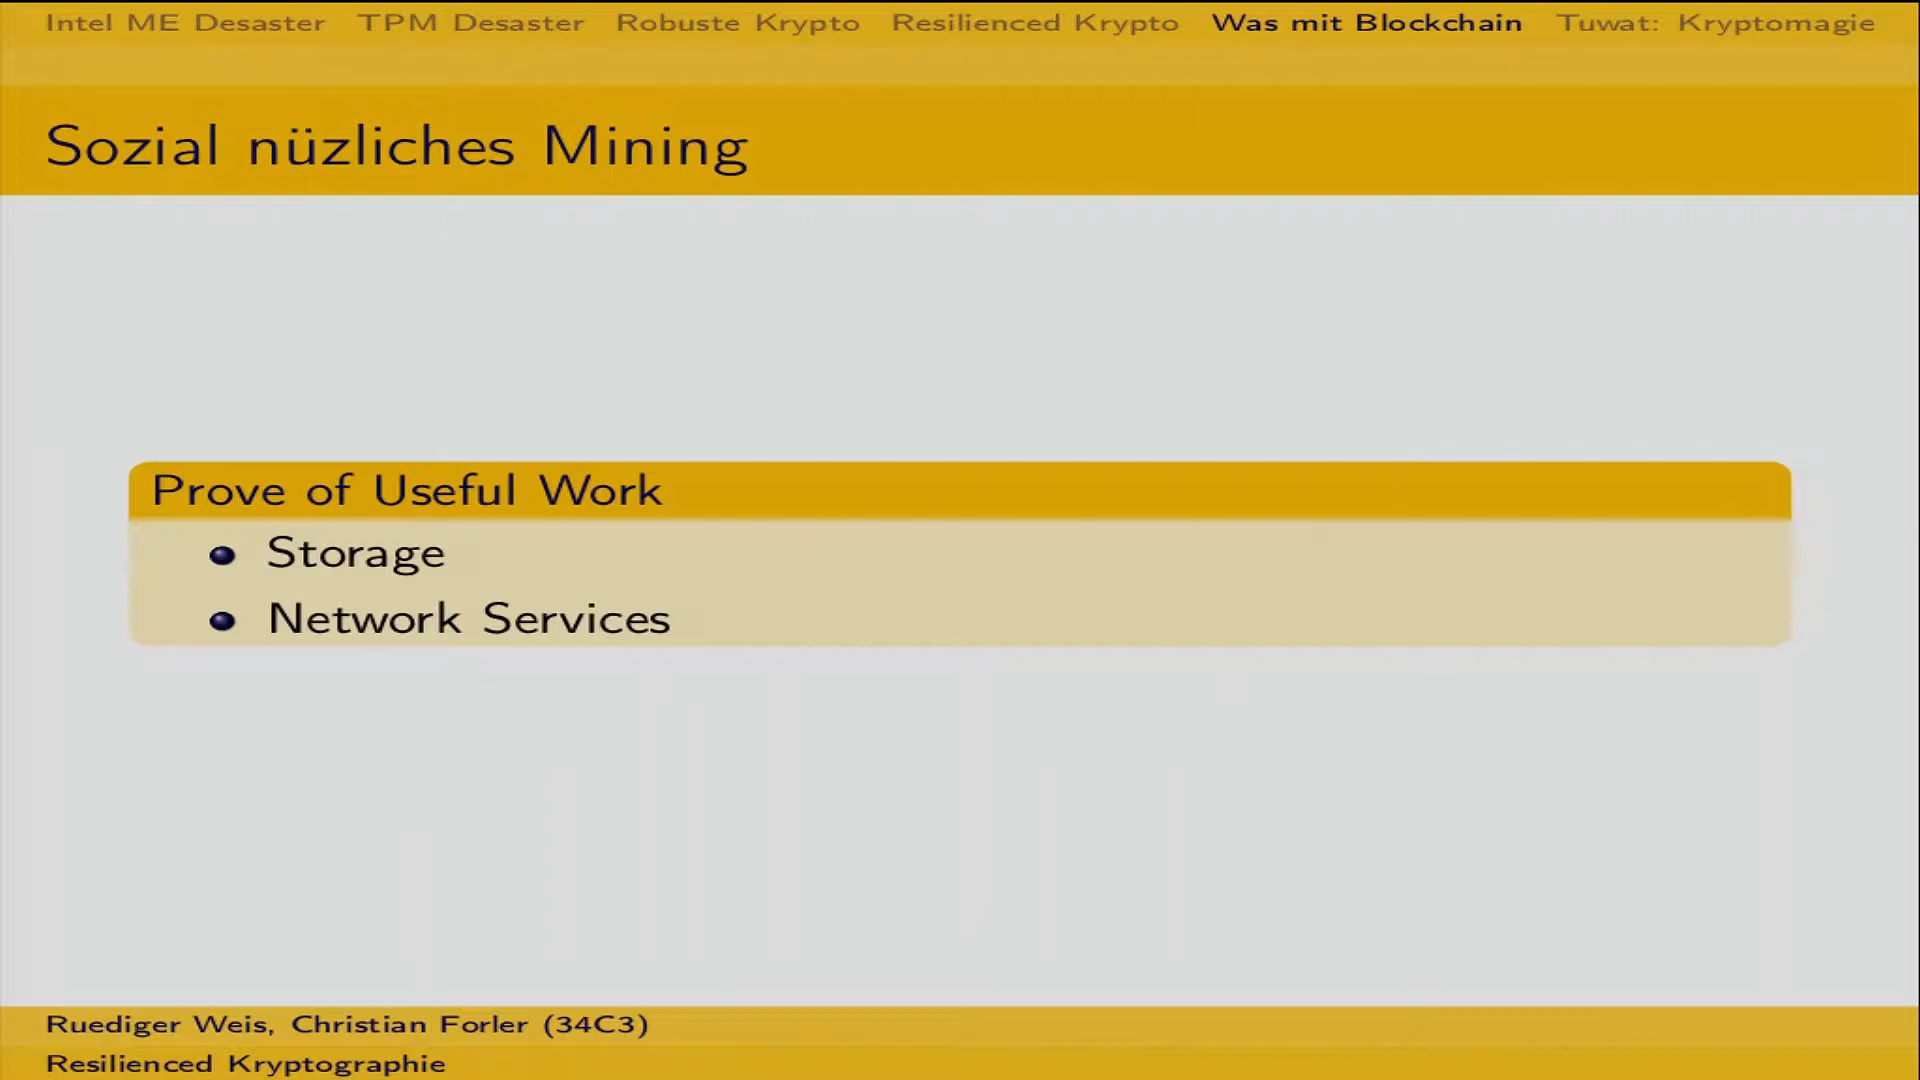 Intel ME Desaster TPM Desaster Robuste Krypto Resilienced Krypto Was mit Blockchain Tuwat: Kryptomagie
Sozial nüzliches Mining
Prove of Useful Work
Storage
Network Services
Ruediger Weis, Christian Forler (34C3)
Resilienced Kryptographie